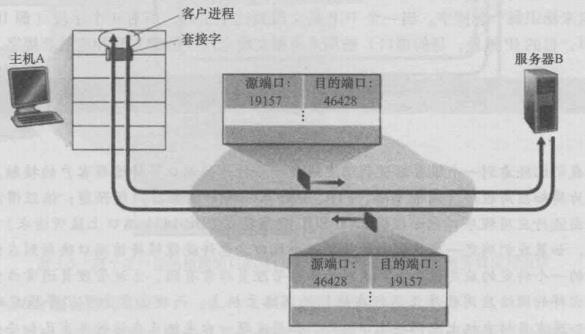 客户进程
套接字
主机A
服务器B
源端口： 目的端口：
19157 46428
⋮
源端口： 目的端口：
46428 19157
⋮